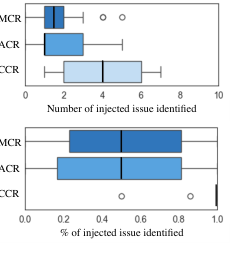 MCR
ACR
CCR
0 2 4 6 8 10
Number of injected issue identified
MCR
ACR
CCR
0.0 0.2 0.4 0.6 0.8 1.0
% of injected issue identified